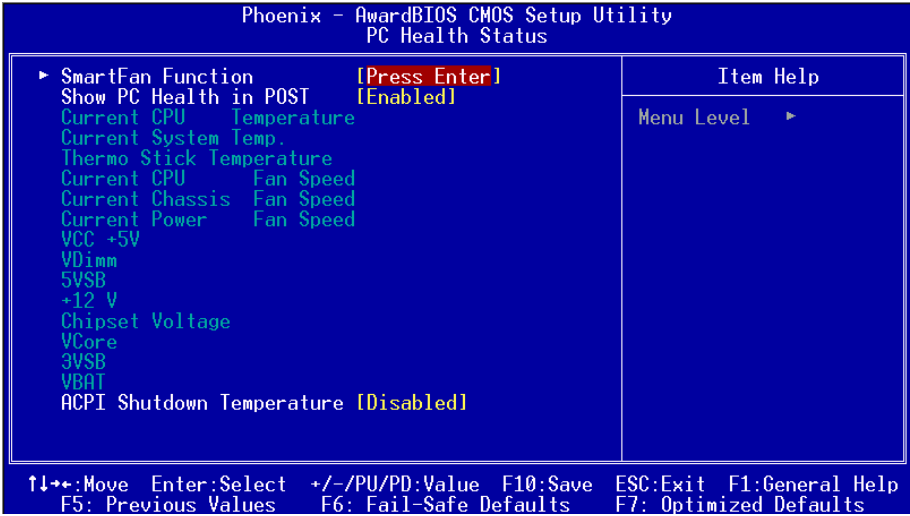 Phoenix - AwardBIOS CMOS Setup Utility
PC Health Status
▶ SmartFan Function [Press Enter]
Show PC Health in POST [Enabled]
Current CPU Temperature
Current System Temp.
Thermo Stick Temperature
Current CPU Fan Speed
Current Chassis Fan Speed
Current Power Fan Speed
VCC +5V
VDimm
5VSB
+12 V
Chipset Voltage
VCore
3VSB
VBAT
ACPI Shutdown Temperature [Disabled]
Item Help
Menu Level ▶
↑↓→←:Move Enter:Select +/-/PU/PD:Value F10:Save ESC:Exit F1:General Help
F5: Previous Values F6: Fail-Safe Defaults F7: Optimized Defaults